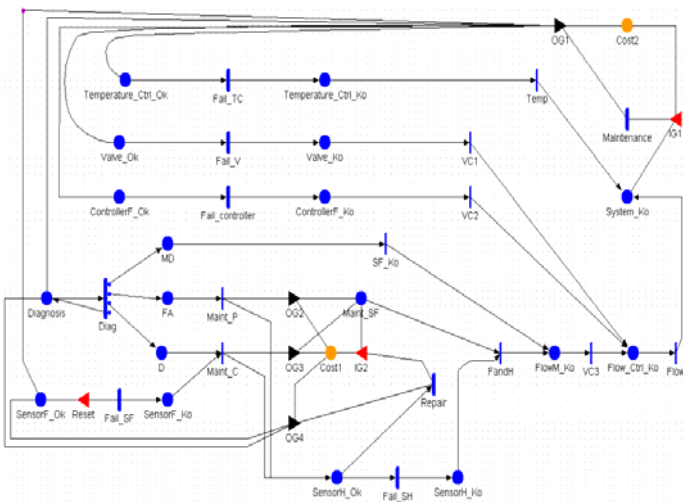 OG1
Cost2
Temperature_Ctrl_Ok
Fail_TC
Temperature_Ctrl_Ko
Temp
Maintenance
IG1
Valve_Ok
Fail_V
Valve_Ko
VC1
ControllerF_Ok
Fail_controller
ControllerF_Ko
VC2
System_Ko
MD
SF_Ko
Diagnosis
Diag
FA
Maint_P
OG2
Maint_SF
D
Maint_C
OG3
Cost1
IG2
FandH
FlowM_Ko
VC3
Flow_Ctrl_Ko
Flow
SensorF_Ok
Reset
Fail_SF
SensorF_Ko
Repair
OG4
SensorH_Ok
Fail_SH
SensorH_Ko